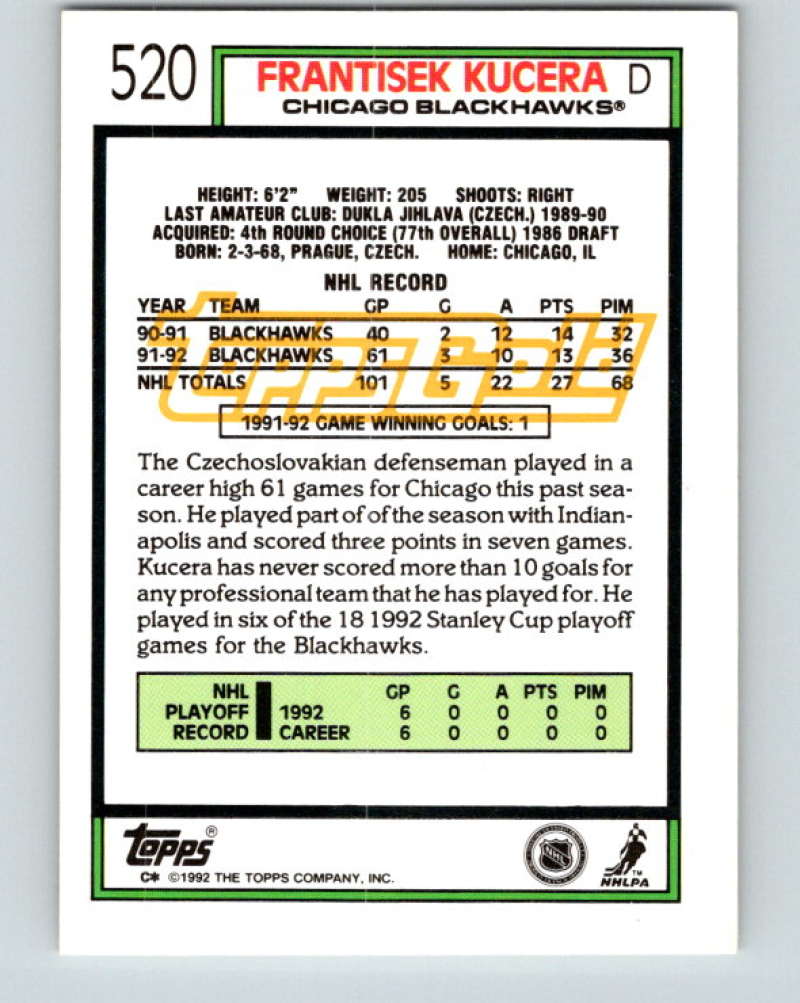 520 FRANTISEK KUCERA D
CHICAGO BLACKHAWKS®
HEIGHT: 6'2" WEIGHT: 205 SHOOTS: RIGHT
LAST AMATEUR CLUB: DUKLA JIHLAVA (CZECH.) 1989-90
ACQUIRED: 4th ROUND CHOICE (77th OVERALL) 1986 DRAFT
BORN: 2-3-68, PRAGUE, CZECH. HOME: CHICAGO, IL
NHL RECORD
YEAR TEAM GP G A PTS PIM
90-91 BLACKHAWKS 40 2 12 14 32
91-92 BLACKHAWKS 61 3 10 13 36
NHL TOTALS 101 5 22 27 68
Topps Gold
1991-92 GAME WINNING GOALS: 1
The Czechoslovakian defenseman played in a
career high 61 games for Chicago this past sea-
son. He played part of of the season with Indian-
apolis and scored three points in seven games.
Kucera has never scored more than 10 goals for
any professional team that he has played for. He
played in six of the 18 1992 Stanley Cup playoff
games for the Blackhawks.
NHL GP G A PTS PIM
PLAYOFF 1992 6 0 0 0 0
RECORD CAREER 6 0 0 0 0
topps®
C* ©1992 THE TOPPS COMPANY, INC.
NHL
TM
NHLPA